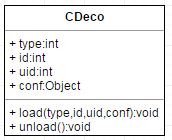 CDeco
+ type:int
+ id:int
+ uid:int
+ conf:Object
+ load(type,id,uid,conf):void
+ unload():void